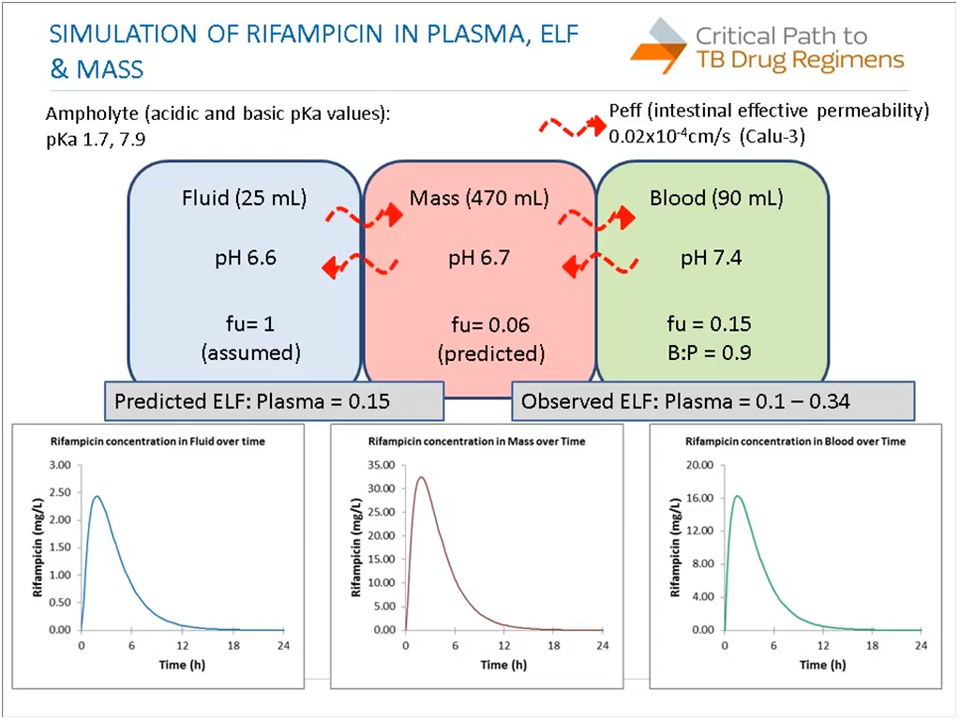 SIMULATION OF RIFAMPICIN IN PLASMA, ELF
& MASS
Critical Path to
TB Drug Regimens
Ampholyte (acidic and basic pKa values):
pKa 1.7, 7.9
Peff (intestinal effective permeability)
0.02x10⁻⁴cm/s (Calu-3)
Fluid (25 mL)
pH 6.6
fu= 1
(assumed)
Mass (470 mL)
pH 6.7
fu= 0.06
(predicted)
Blood (90 mL)
pH 7.4
fu = 0.15
B:P = 0.9
Predicted ELF: Plasma = 0.15
Observed ELF: Plasma = 0.1 – 0.34
Rifampicin concentration in Fluid over time
Rifampicin (mg/L)
3.00
2.50
2.00
1.50
1.00
0.50
0.00
0 6 12 18 24
Time (h)
Rifampicin concentration in Mass over Time
Rifampicin (mg/L)
35.00
30.00
25.00
20.00
15.00
10.00
5.00
0.00
0 6 12 18 24
Time (h)
Rifampicin concentration in Blood over Time
Rifampicin (mg/L)
20.00
16.00
12.00
8.00
4.00
0.00
0 6 12 18 24
Time (h)